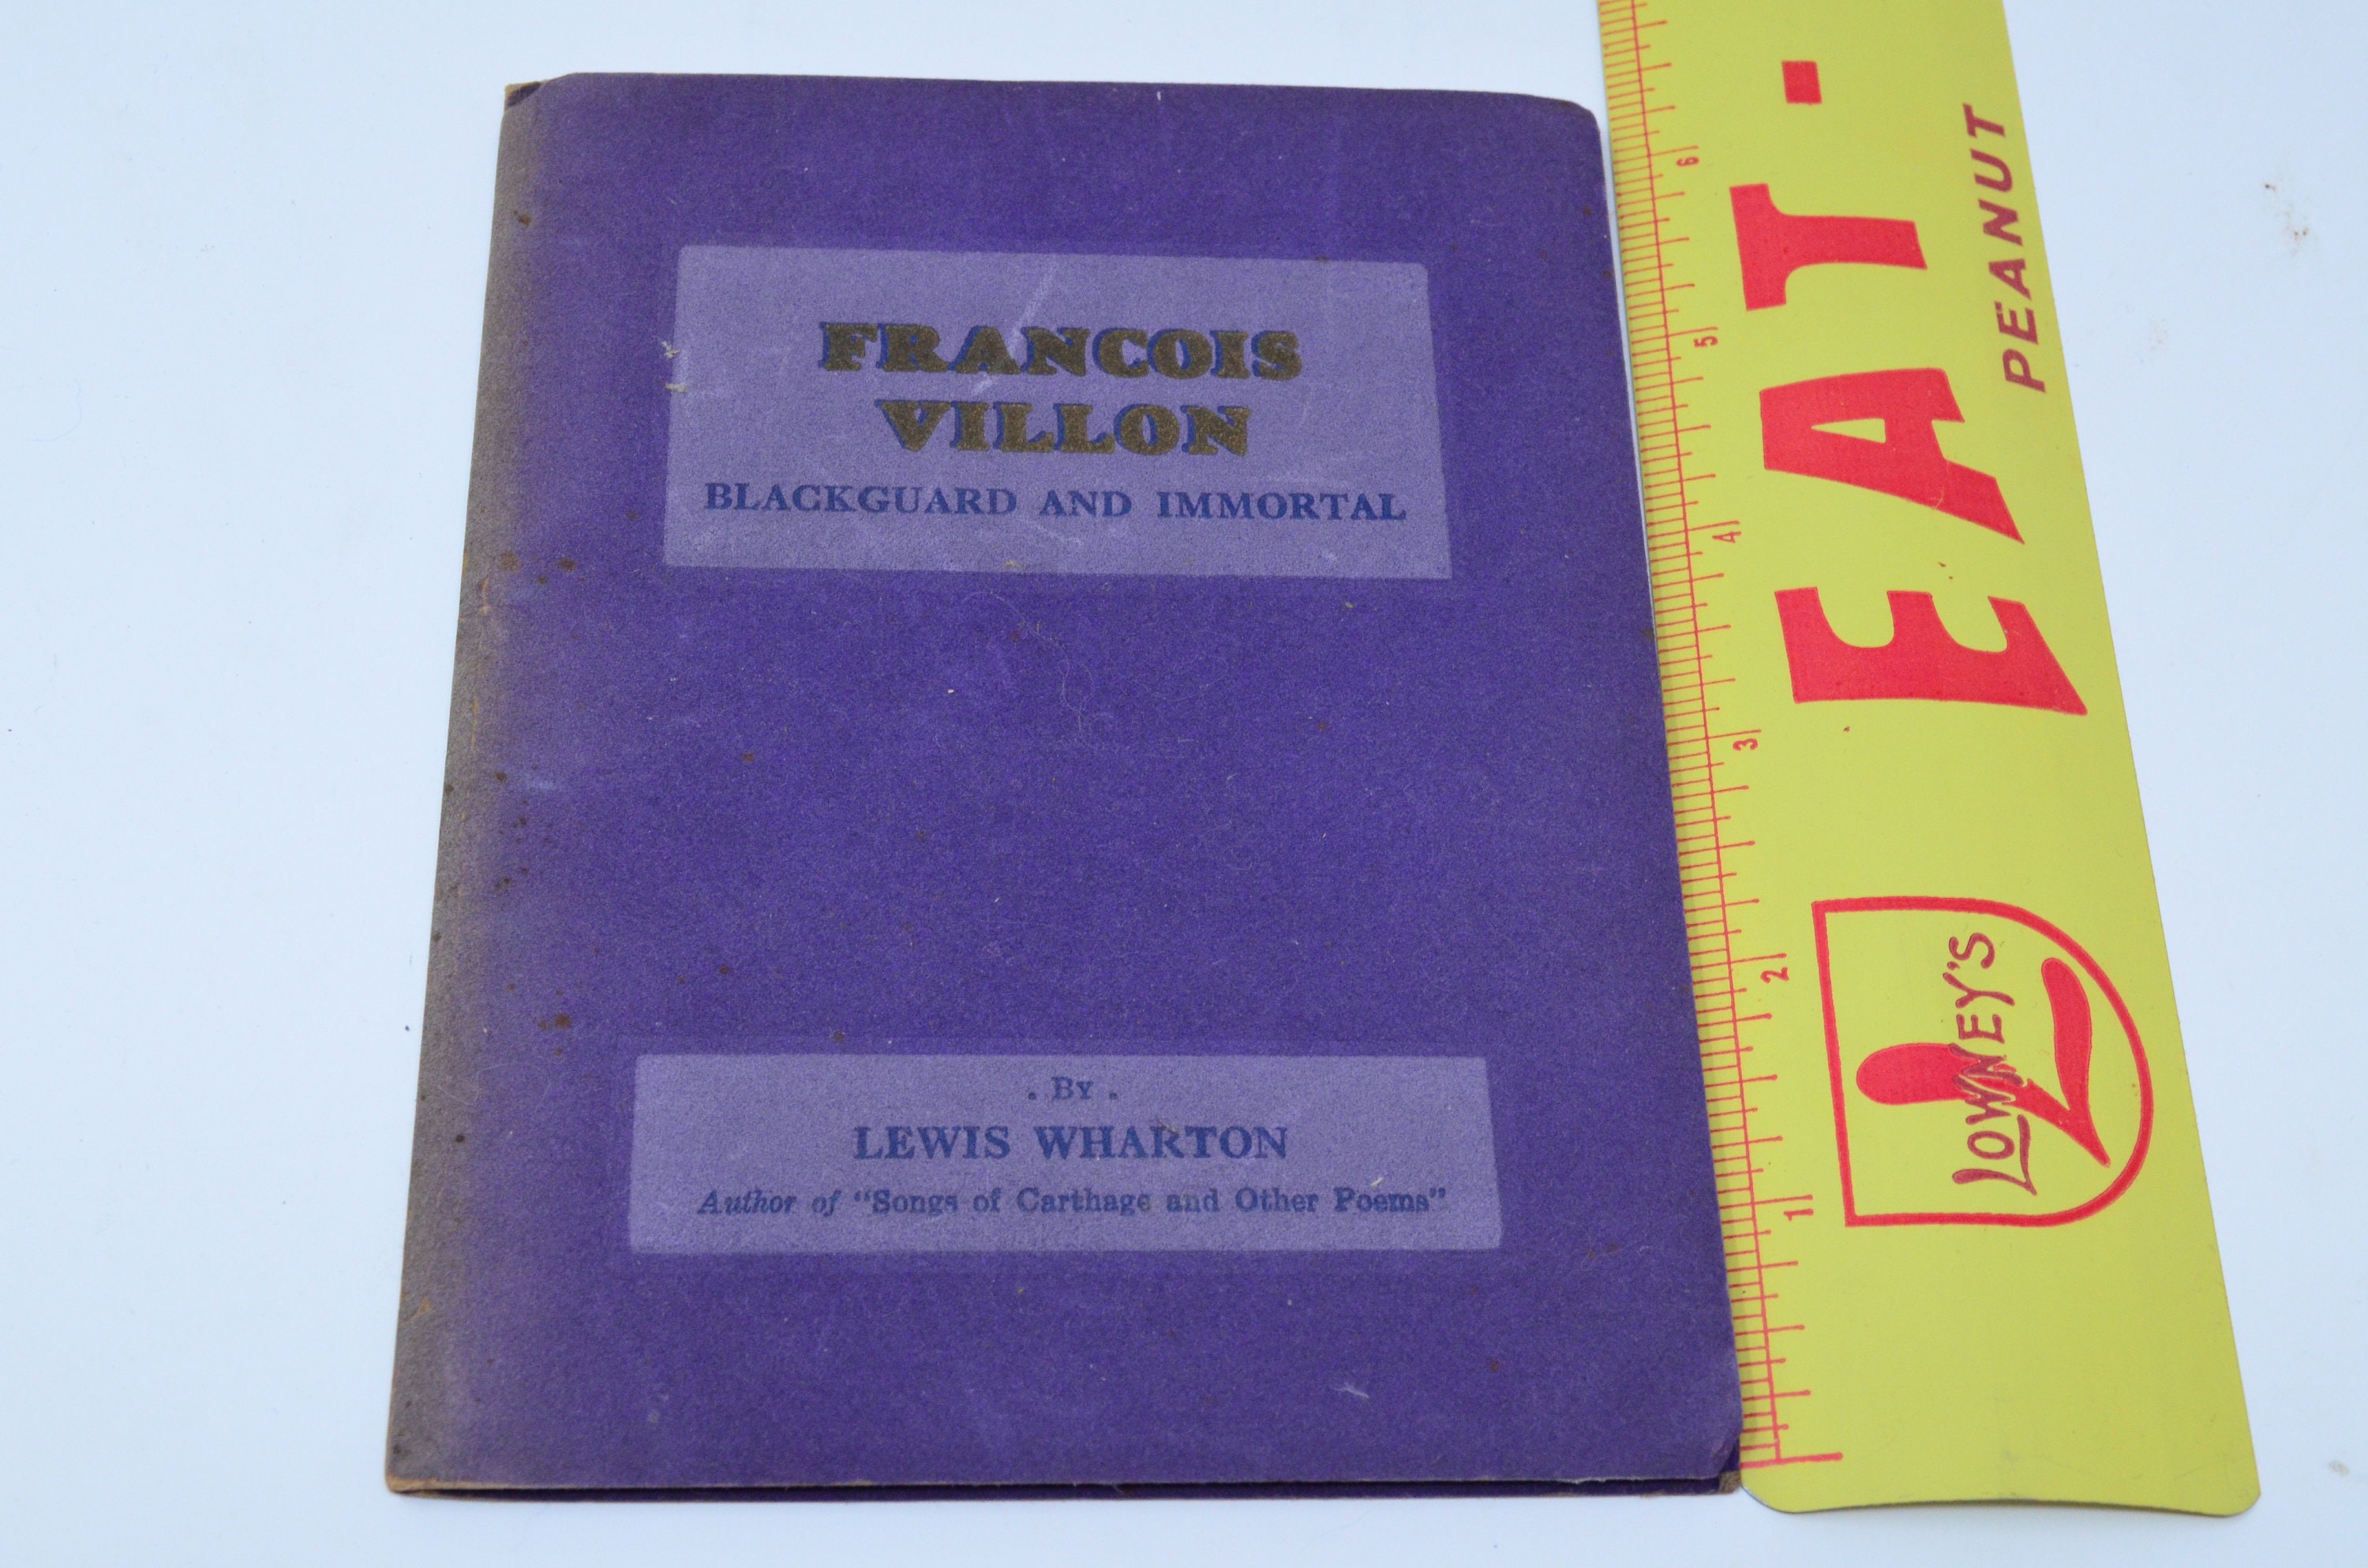 FRANCOIS
VILLON
BLACKGUARD AND IMMORTAL
. BY .
LEWIS WHARTON
Author of "Songs of Carthage and Other Poems"
EAT -
PEANUT
LOWNEY'S
1
2
3
4
5
6